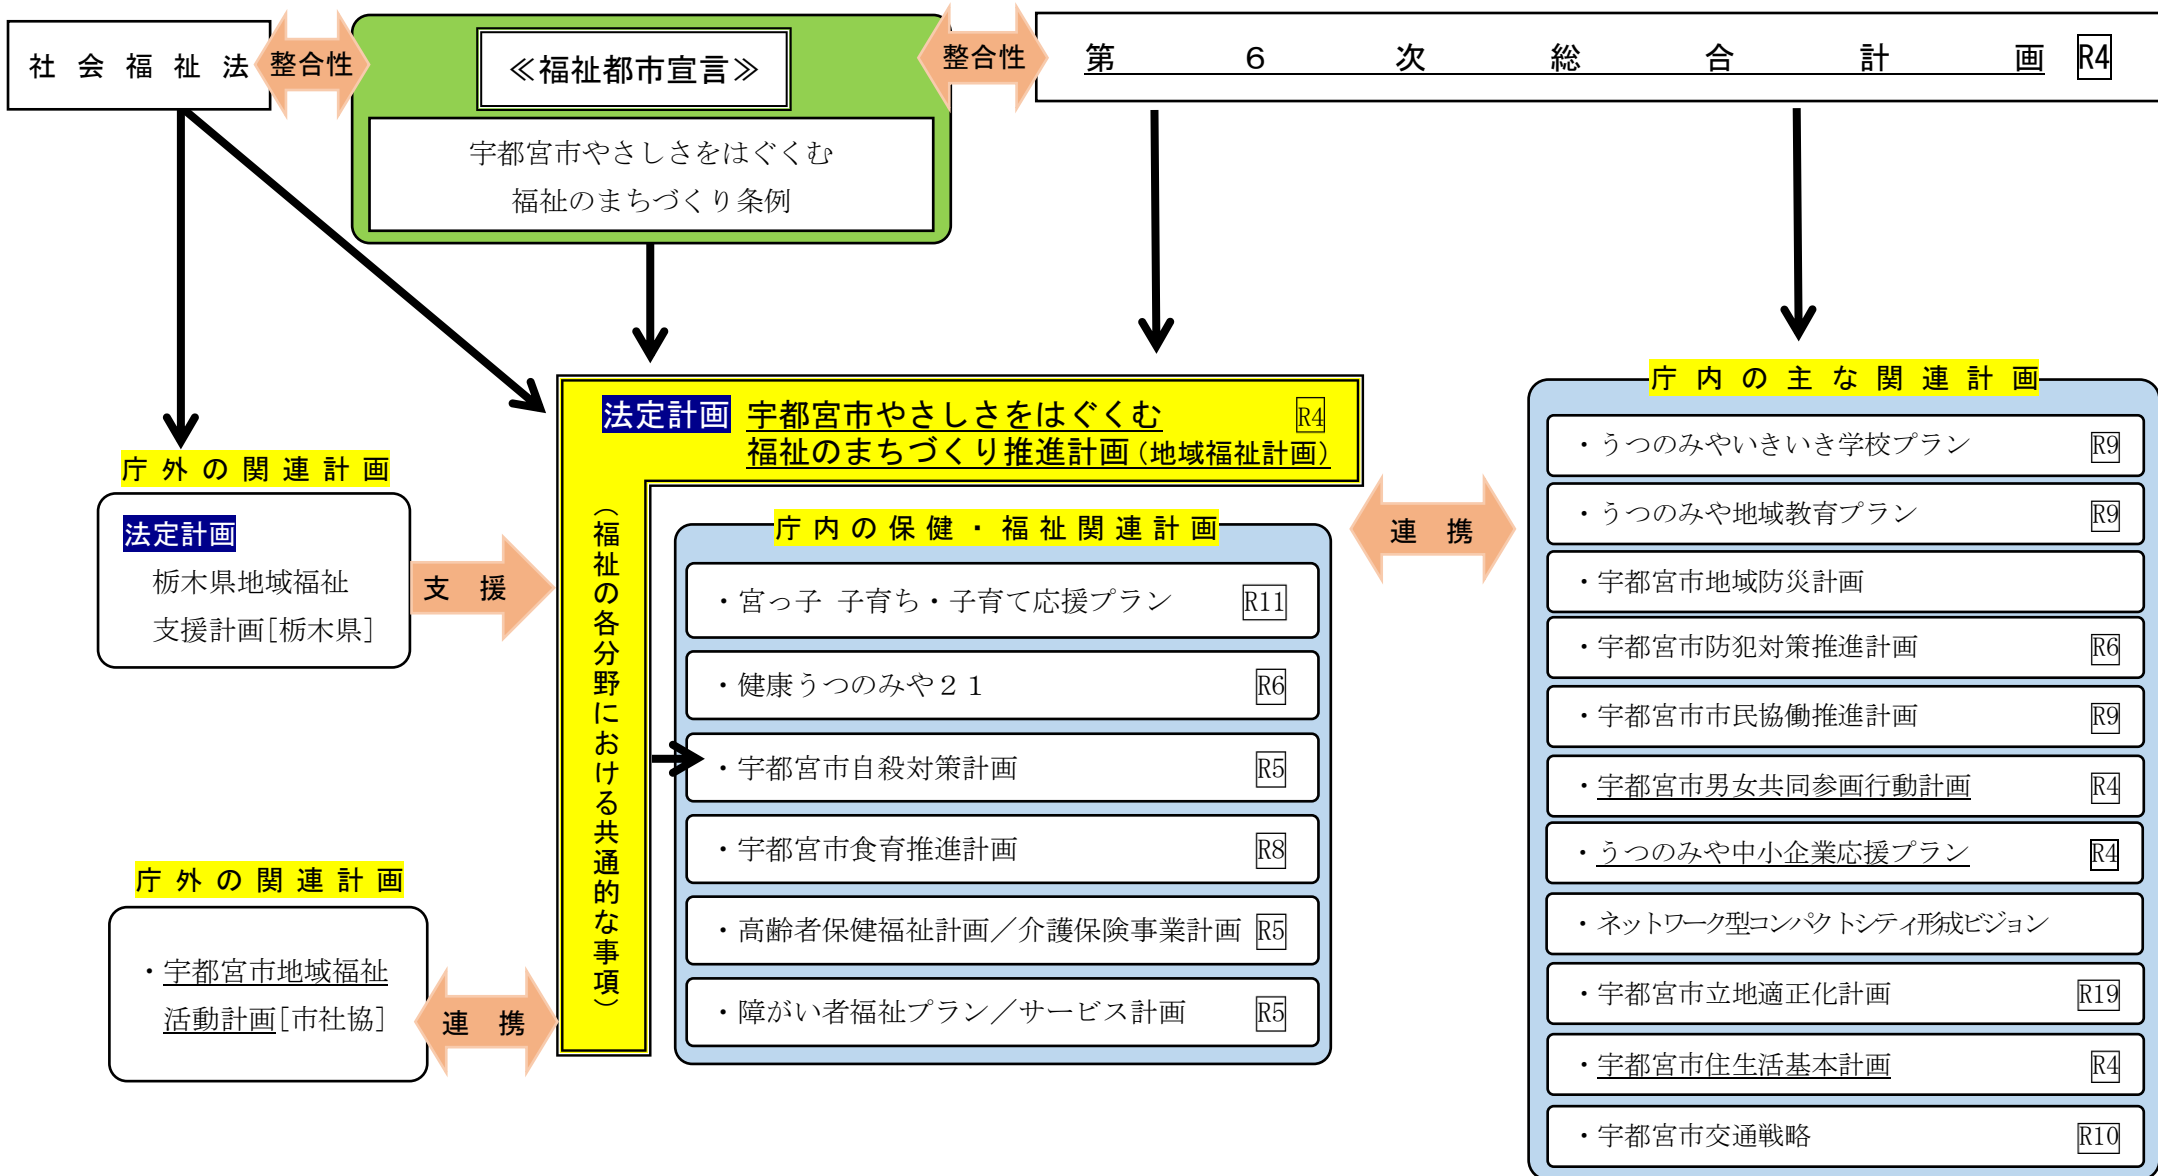 社会福祉法
整合性
≪福祉都市宣言≫
宇都宮市やさしさをはぐくむ
福祉のまちづくり条例
整合性
第６次総合計画 R4
庁外の関連計画
法定計画
栃木県地域福祉
支援計画[栃木県]
支　援
庁外の関連計画
・宇都宮市地域福祉
活動計画[市社協]
連　携
法定計画 宇都宮市やさしさをはぐくむ R4
福祉のまちづくり推進計画（地域福祉計画）
（福祉の各分野における共通的な事項）
庁内の保健・福祉関連計画
・宮っ子 子育ち・子育て応援プラン R11
・健康うつのみや２１ R6
・宇都宮市自殺対策計画 R5
・宇都宮市食育推進計画 R8
・高齢者保健福祉計画／介護保険事業計画 R5
・障がい者福祉プラン／サービス計画 R5
連　携
庁内の主な関連計画
・うつのみやいきいき学校プラン R9
・うつのみや地域教育プラン R9
・宇都宮市地域防災計画
・宇都宮市防犯対策推進計画 R6
・宇都宮市市民協働推進計画 R9
・宇都宮市男女共同参画行動計画 R4
・うつのみや中小企業応援プラン R4
・ネットワーク型コンパクトシティ形成ビジョン
・宇都宮市立地適正化計画 R19
・宇都宮市住生活基本計画 R4
・宇都宮市交通戦略 R10